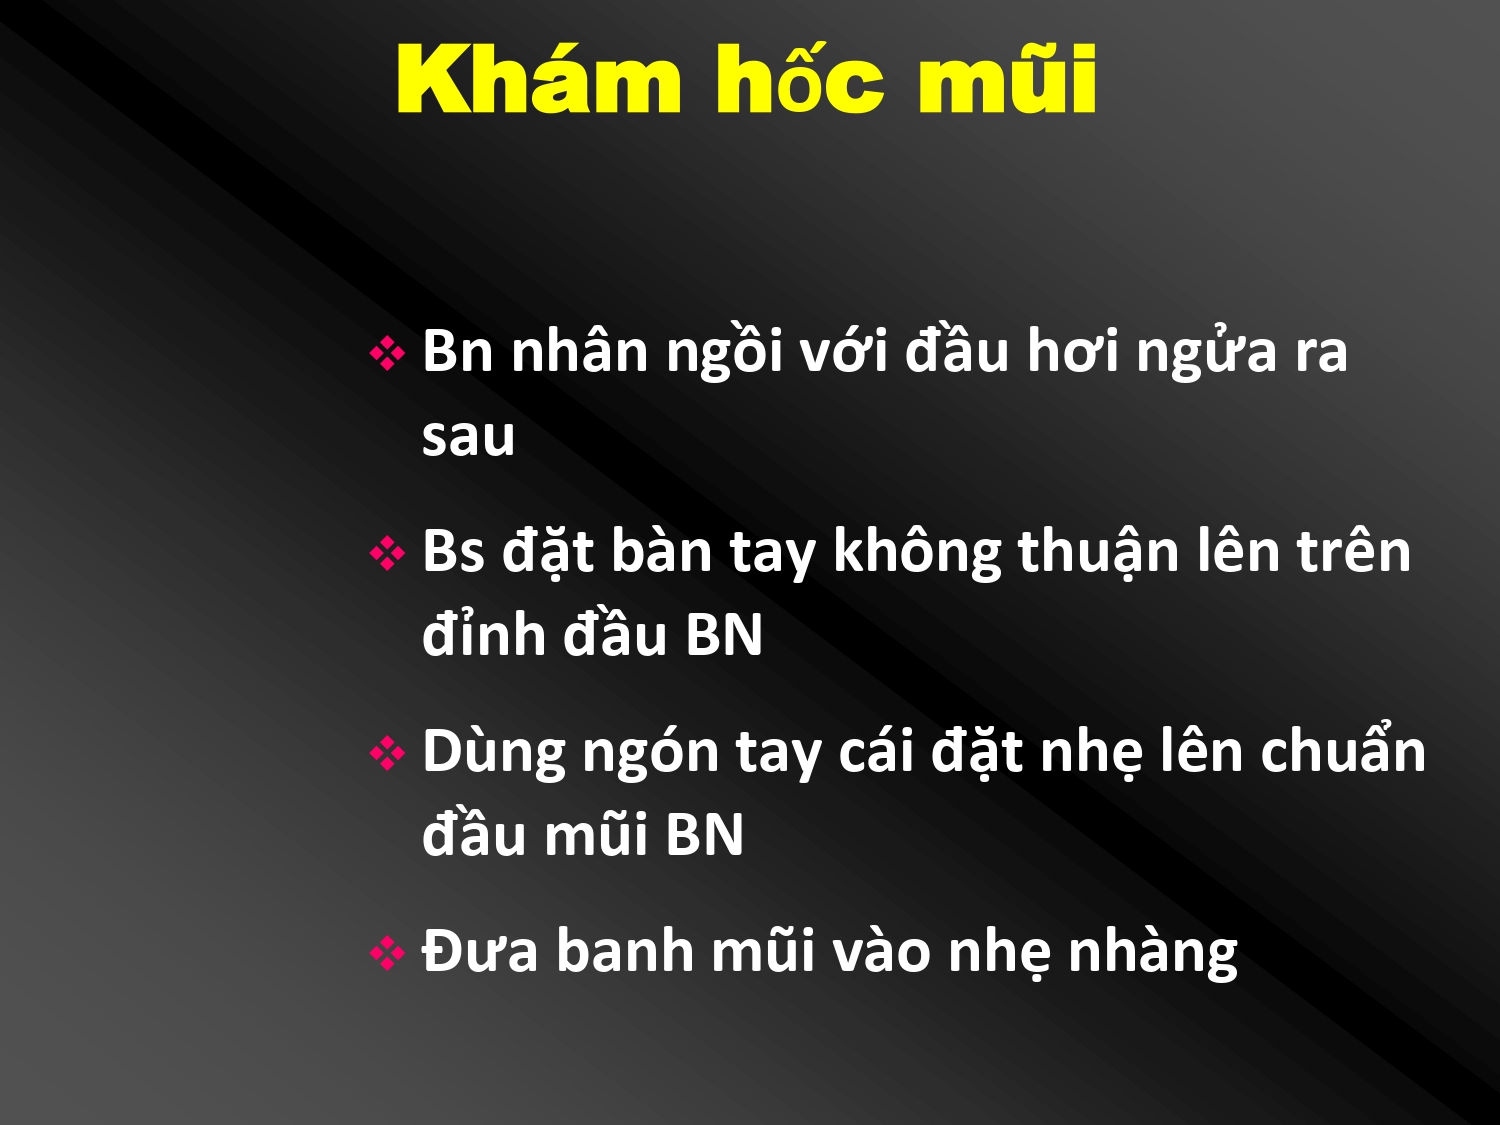 Khám hốc mũi
Bn nhân ngồi với đầu hơi ngửa ra
sau
Bs đặt bàn tay không thuận lên trên
đỉnh đầu BN
Dùng ngón tay cái đặt nhẹ lên chuẩn
đầu mũi BN
Đưa banh mũi vào nhẹ nhàng